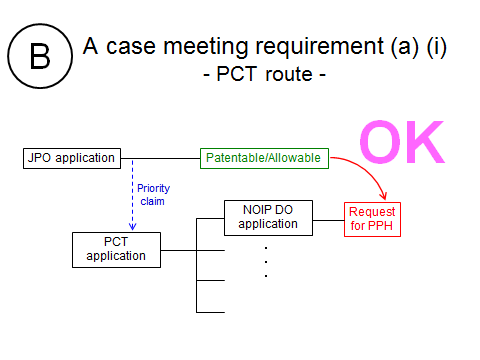 B
A case meeting requirement (a) (i)
- PCT route -
OK
JPO application
Patentable/Allowable
Priority
claim
NOIP DO
application
Request
for PPH
PCT
application